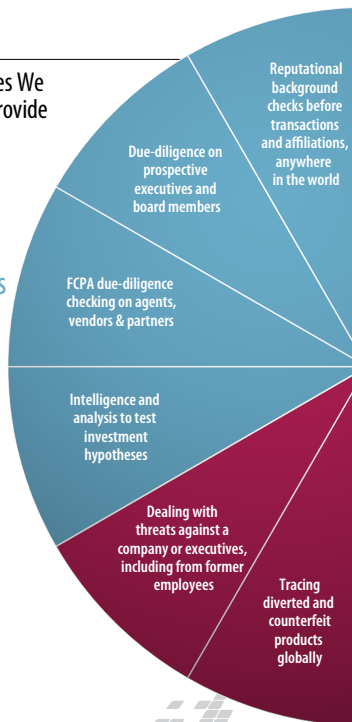 es We
rovide
Reputational
background
checks before
transactions
and affiliations,
anywhere
in the world
Due-diligence on
prospective
executives and
board members
s
FCPA due-diligence
checking on agents,
vendors & partners
Intelligence and
analysis to test
investment
hypotheses
Dealing with
threats against a
company or executives,
including from former
employees
Tracing
diverted and
counterfeit
products
globally